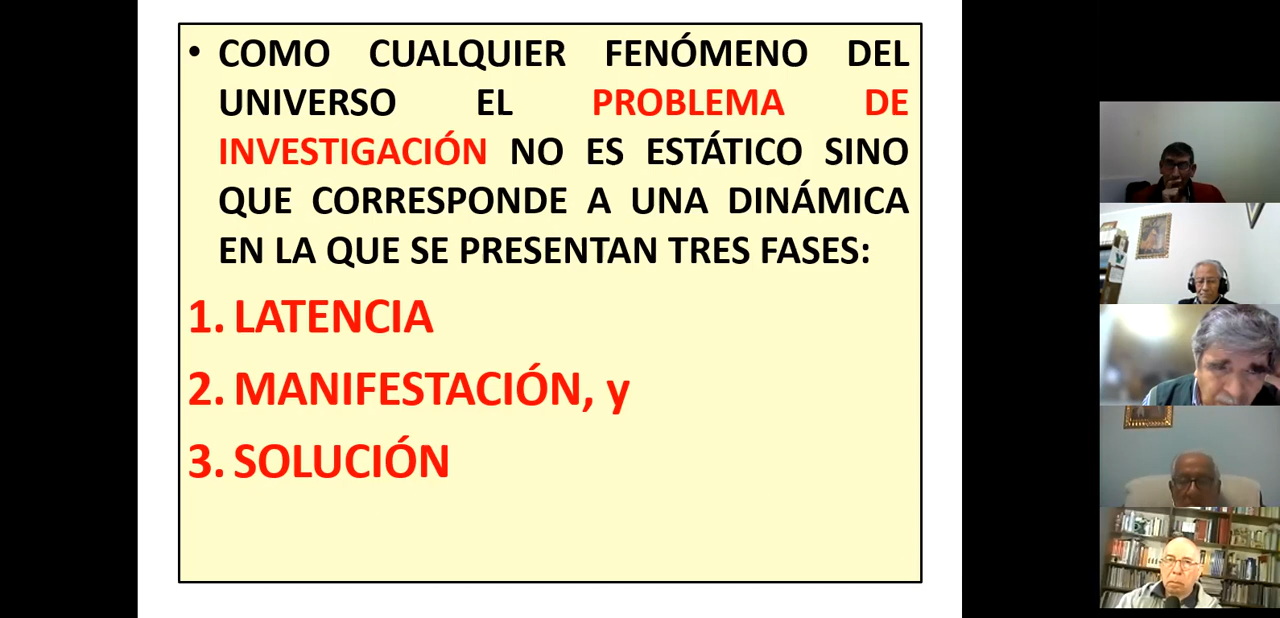 • COMO CUALQUIER FENÓMENO DEL
UNIVERSO EL PROBLEMA DE
INVESTIGACIÓN NO ES ESTÁTICO SINO
QUE CORRESPONDE A UNA DINÁMICA
EN LA QUE SE PRESENTAN TRES FASES:
1. LATENCIA
2. MANIFESTACIÓN, y
3. SOLUCIÓN